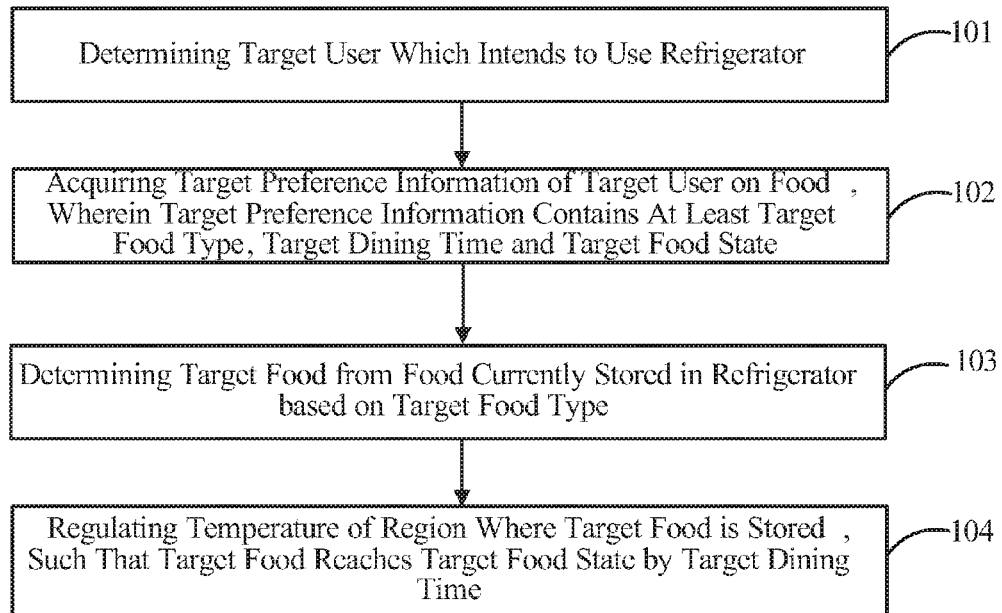 Determining Target User Which Intends to Use Refrigerator
101
Acquiring Target Preference Information of Target User on Food ,
Wherein Target Preference Information Contains At Least Target
Food Type, Target Dining Time and Target Food State
102
Determining Target Food from Food Currently Stored in Refrigerator
based on Target Food Type
103
Regulating Temperature of Region Where Target Food is Stored ,
Such That Target Food Reaches Target Food State by Target Dining
Time
104